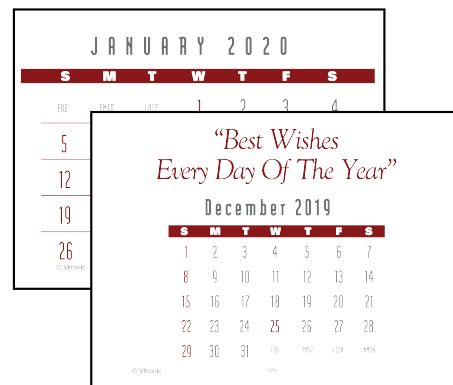 JANUARY 2020
S M T W T F S
1 2 3 4
5
12
19
26
© Vitronic
“Best Wishes
Every Day Of The Year”
December 2019
S M T W T F S
1 2 3 4 5 6 7
8 9 10 11 12 13 14
15 16 17 18 19 20 21
22 23 24 25 26 27 28
29 30 31
© Vitronic